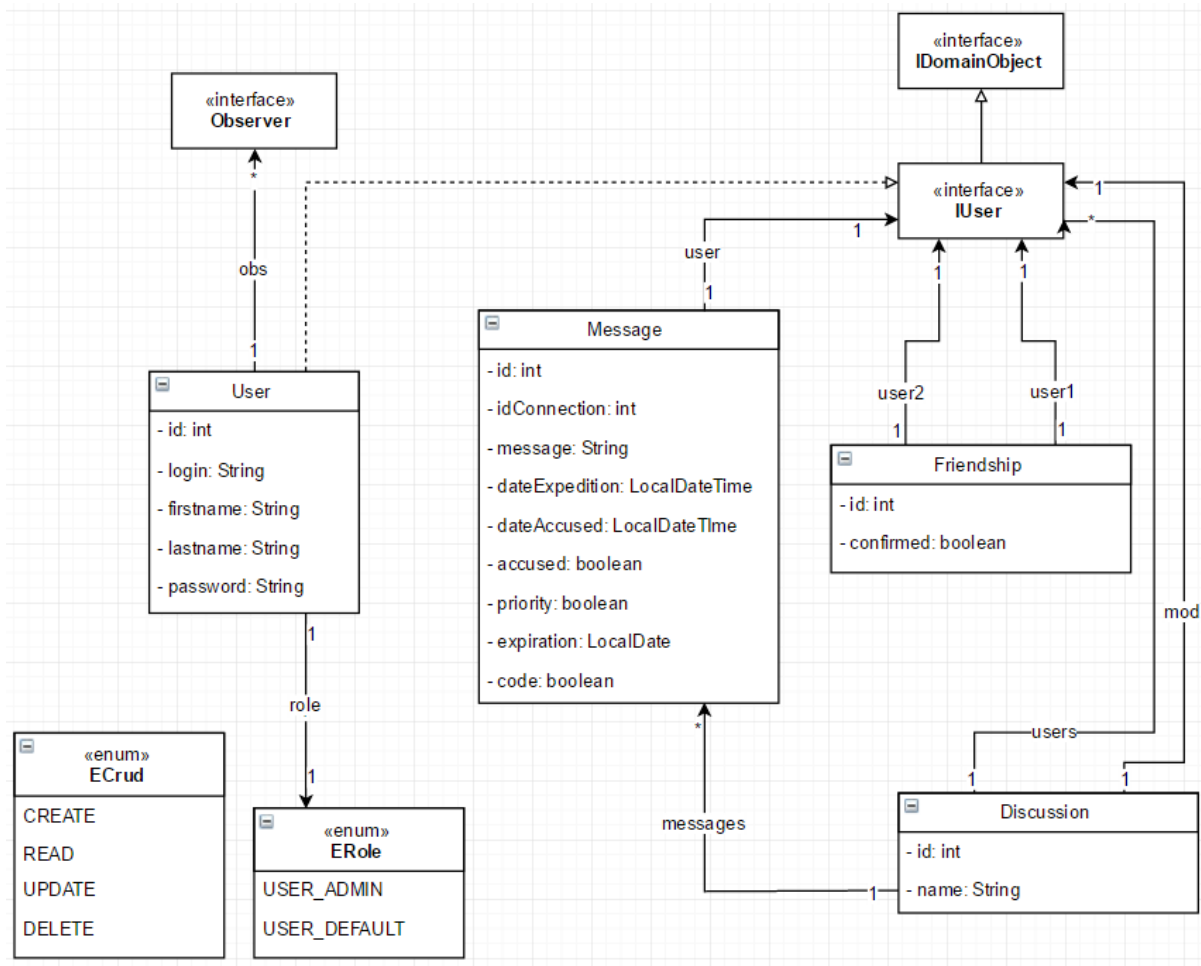 «interface»
IDomainObject
«interface»
Observer
*
obs
1
«interface»
IUser
1
*
1
user
1
1
1
user2
user1
1
1
User
- id: int
- login: String
- firstname: String
- lastname: String
- password: String
1
role
1
Message
- id: int
- idConnection: int
- message: String
- dateExpedition: LocalDateTime
- dateAccused: LocalDateTIme
- accused: boolean
- priority: boolean
- expiration: LocalDate
- code: boolean
*
messages
1
Friendship
- id: int
- confirmed: boolean
mod
users
1
1
Discussion
- id: int
- name: String
«enum»
ECrud
CREATE
READ
UPDATE
DELETE
«enum»
ERole
USER_ADMIN
USER_DEFAULT